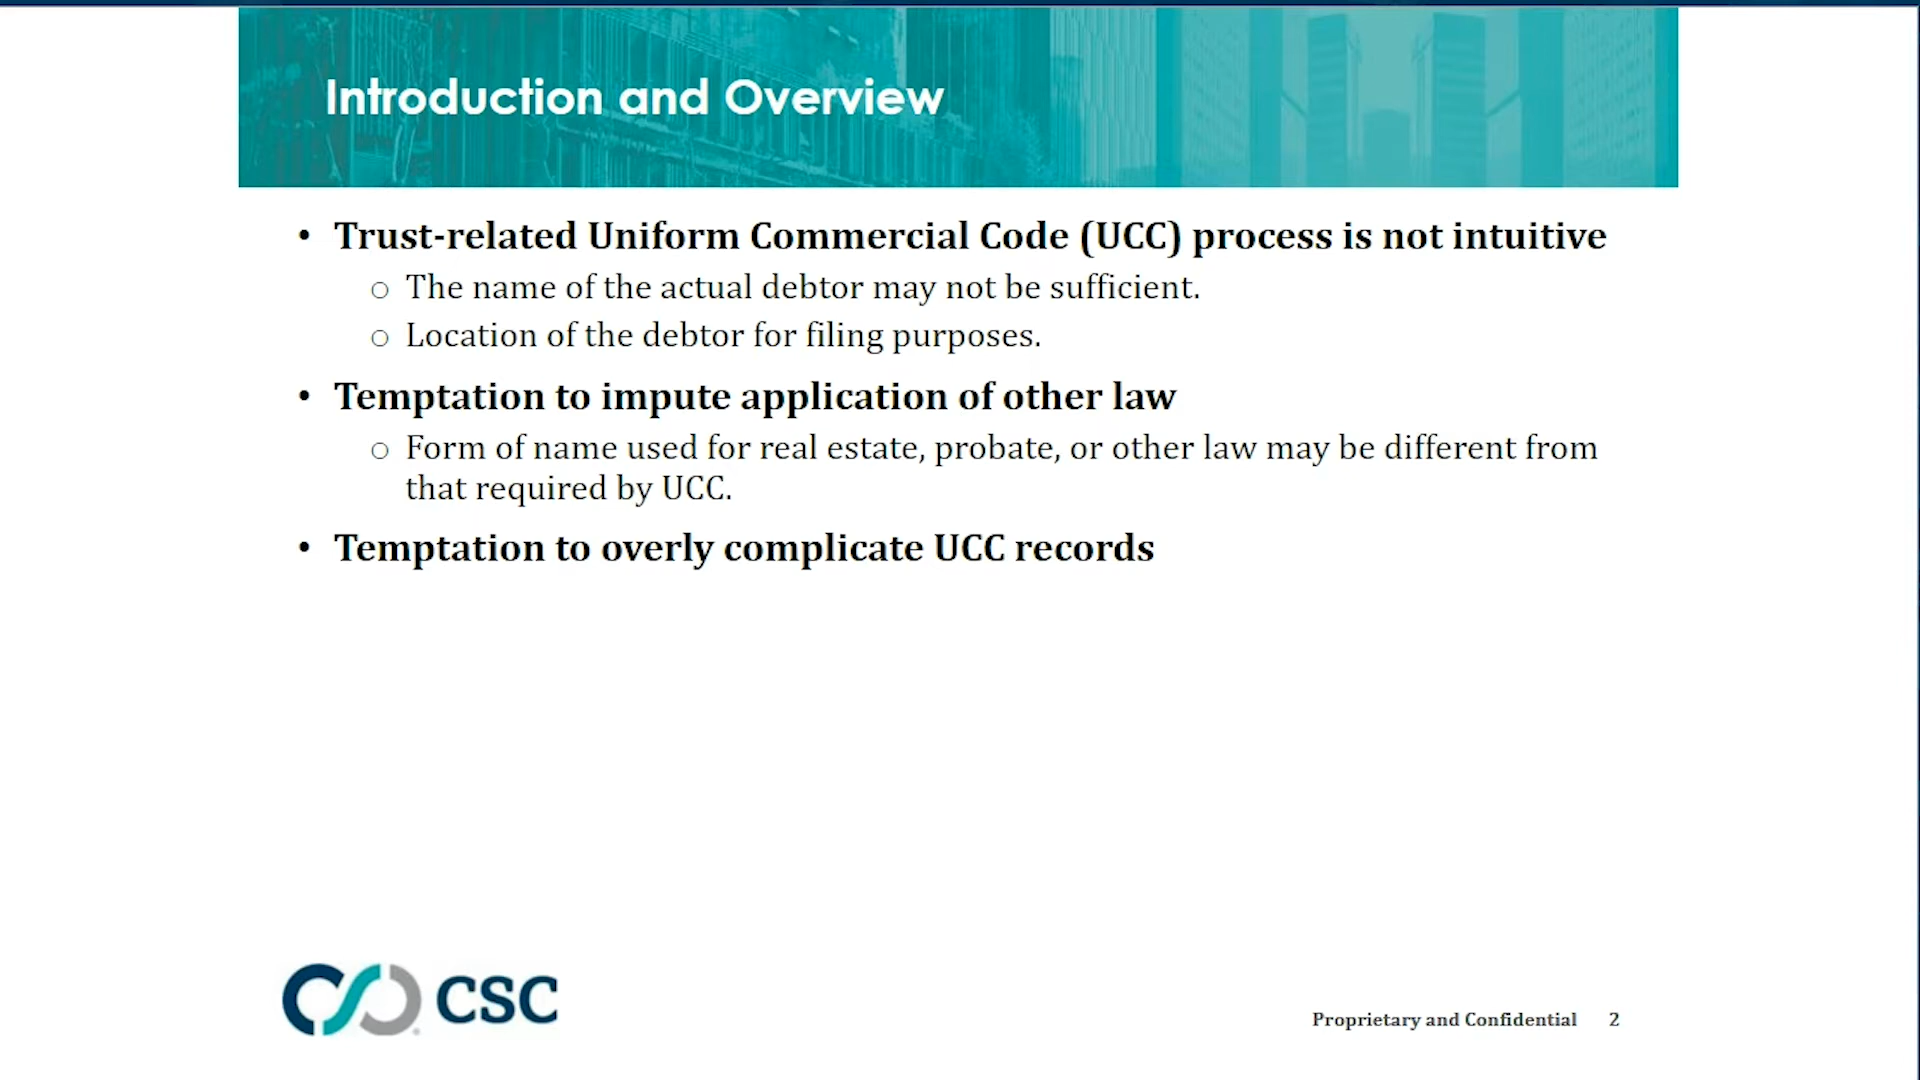 Introduction and Overview
• Trust-related Uniform Commercial Code (UCC) process is not intuitive
○ The name of the actual debtor may not be sufficient.
○ Location of the debtor for filing purposes.
• Temptation to impute application of other law
○ Form of name used for real estate, probate, or other law may be different from
that required by UCC.
• Temptation to overly complicate UCC records
CSC
Proprietary and Confidential 2